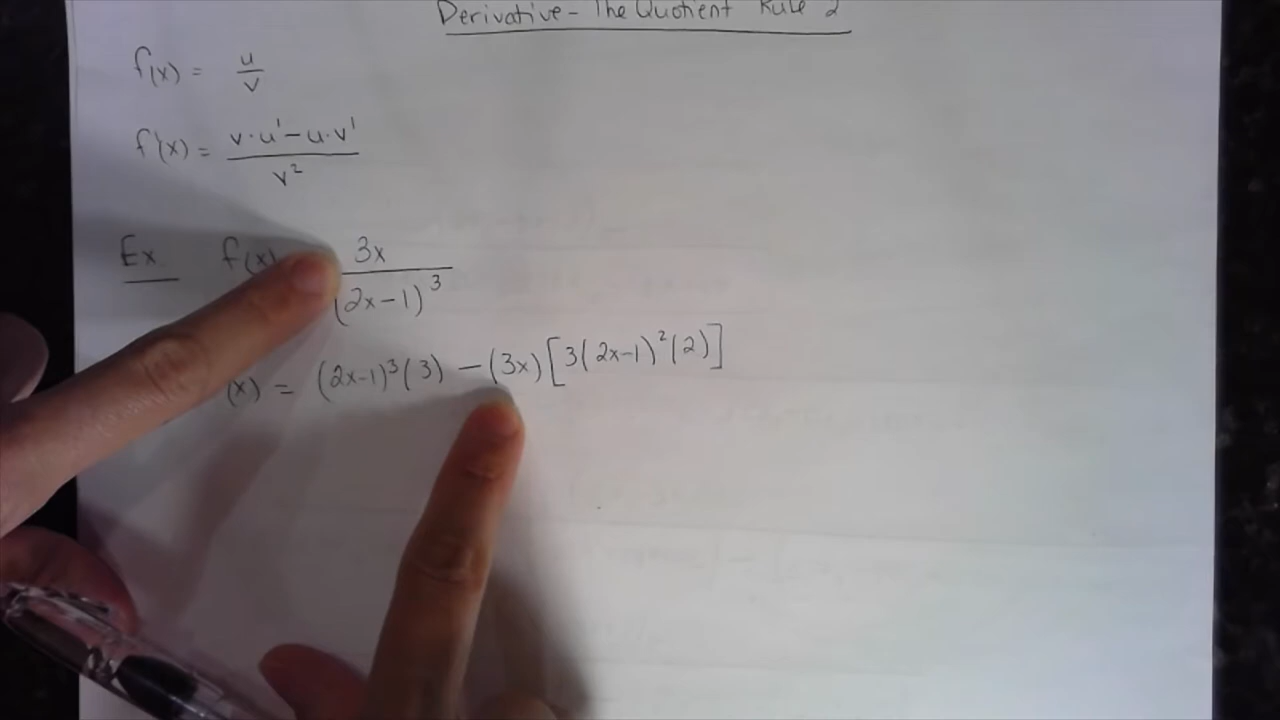 Derivative - The Quotient Rule 2
f(x) = u/v
f'(x) = v·u' - u·v' / v²
Ex. f(x) 3x / (2x-1)³
(x) = (2x-1)³(3) - (3x)[3(2x-1)²(2)]